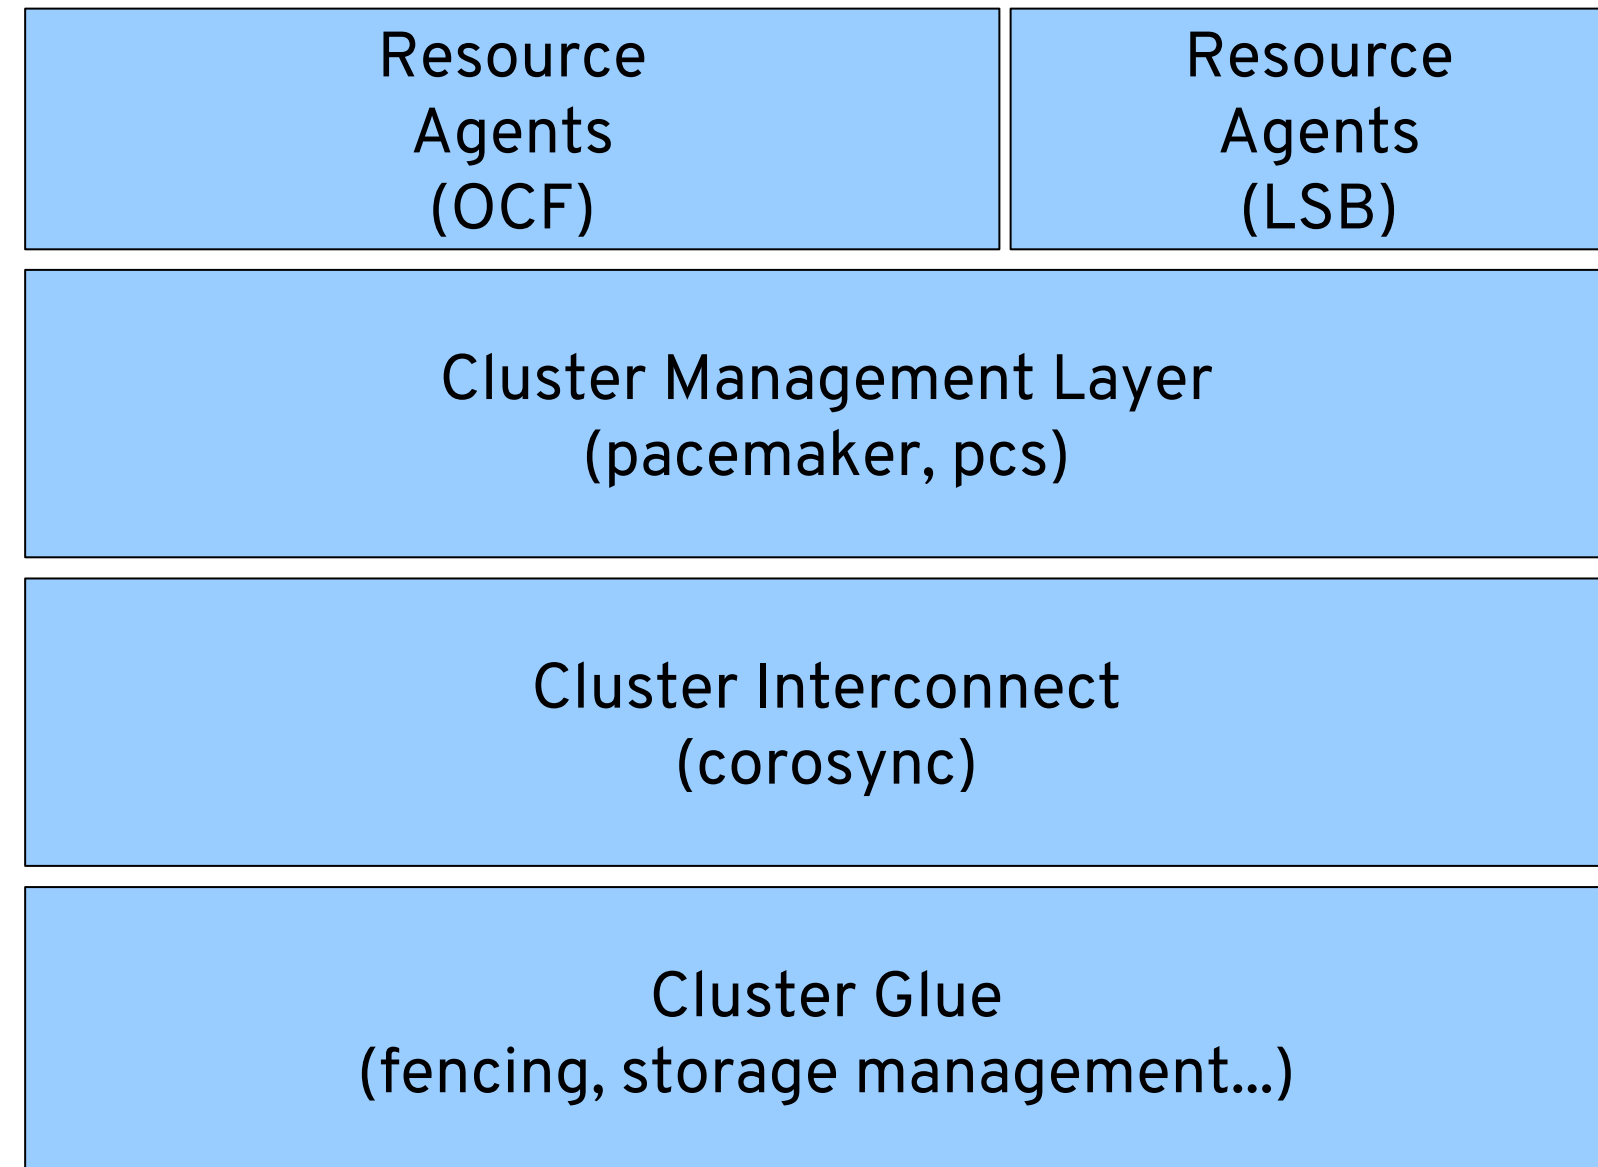 Resource
Agents
(OCF)
Resource
Agents
(LSB)
Cluster Management Layer
(pacemaker, pcs)
Cluster Interconnect
(corosync)
Cluster Glue
(fencing, storage management...)